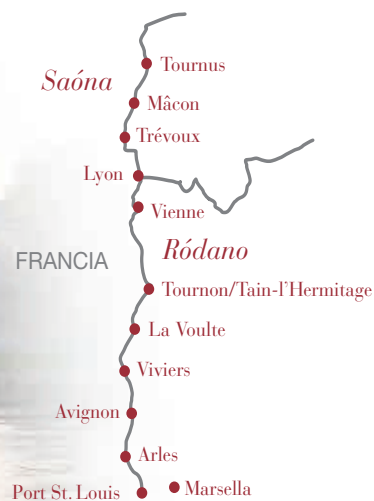 Tournus
Saóna
Mâcon
Trévoux
Lyon
Vienne
Ródano
FRANCIA
Tournon/Tain-l'Hermitage
La Voulte
Viviers
Avignon
Arles
Port St. Louis
Marsella